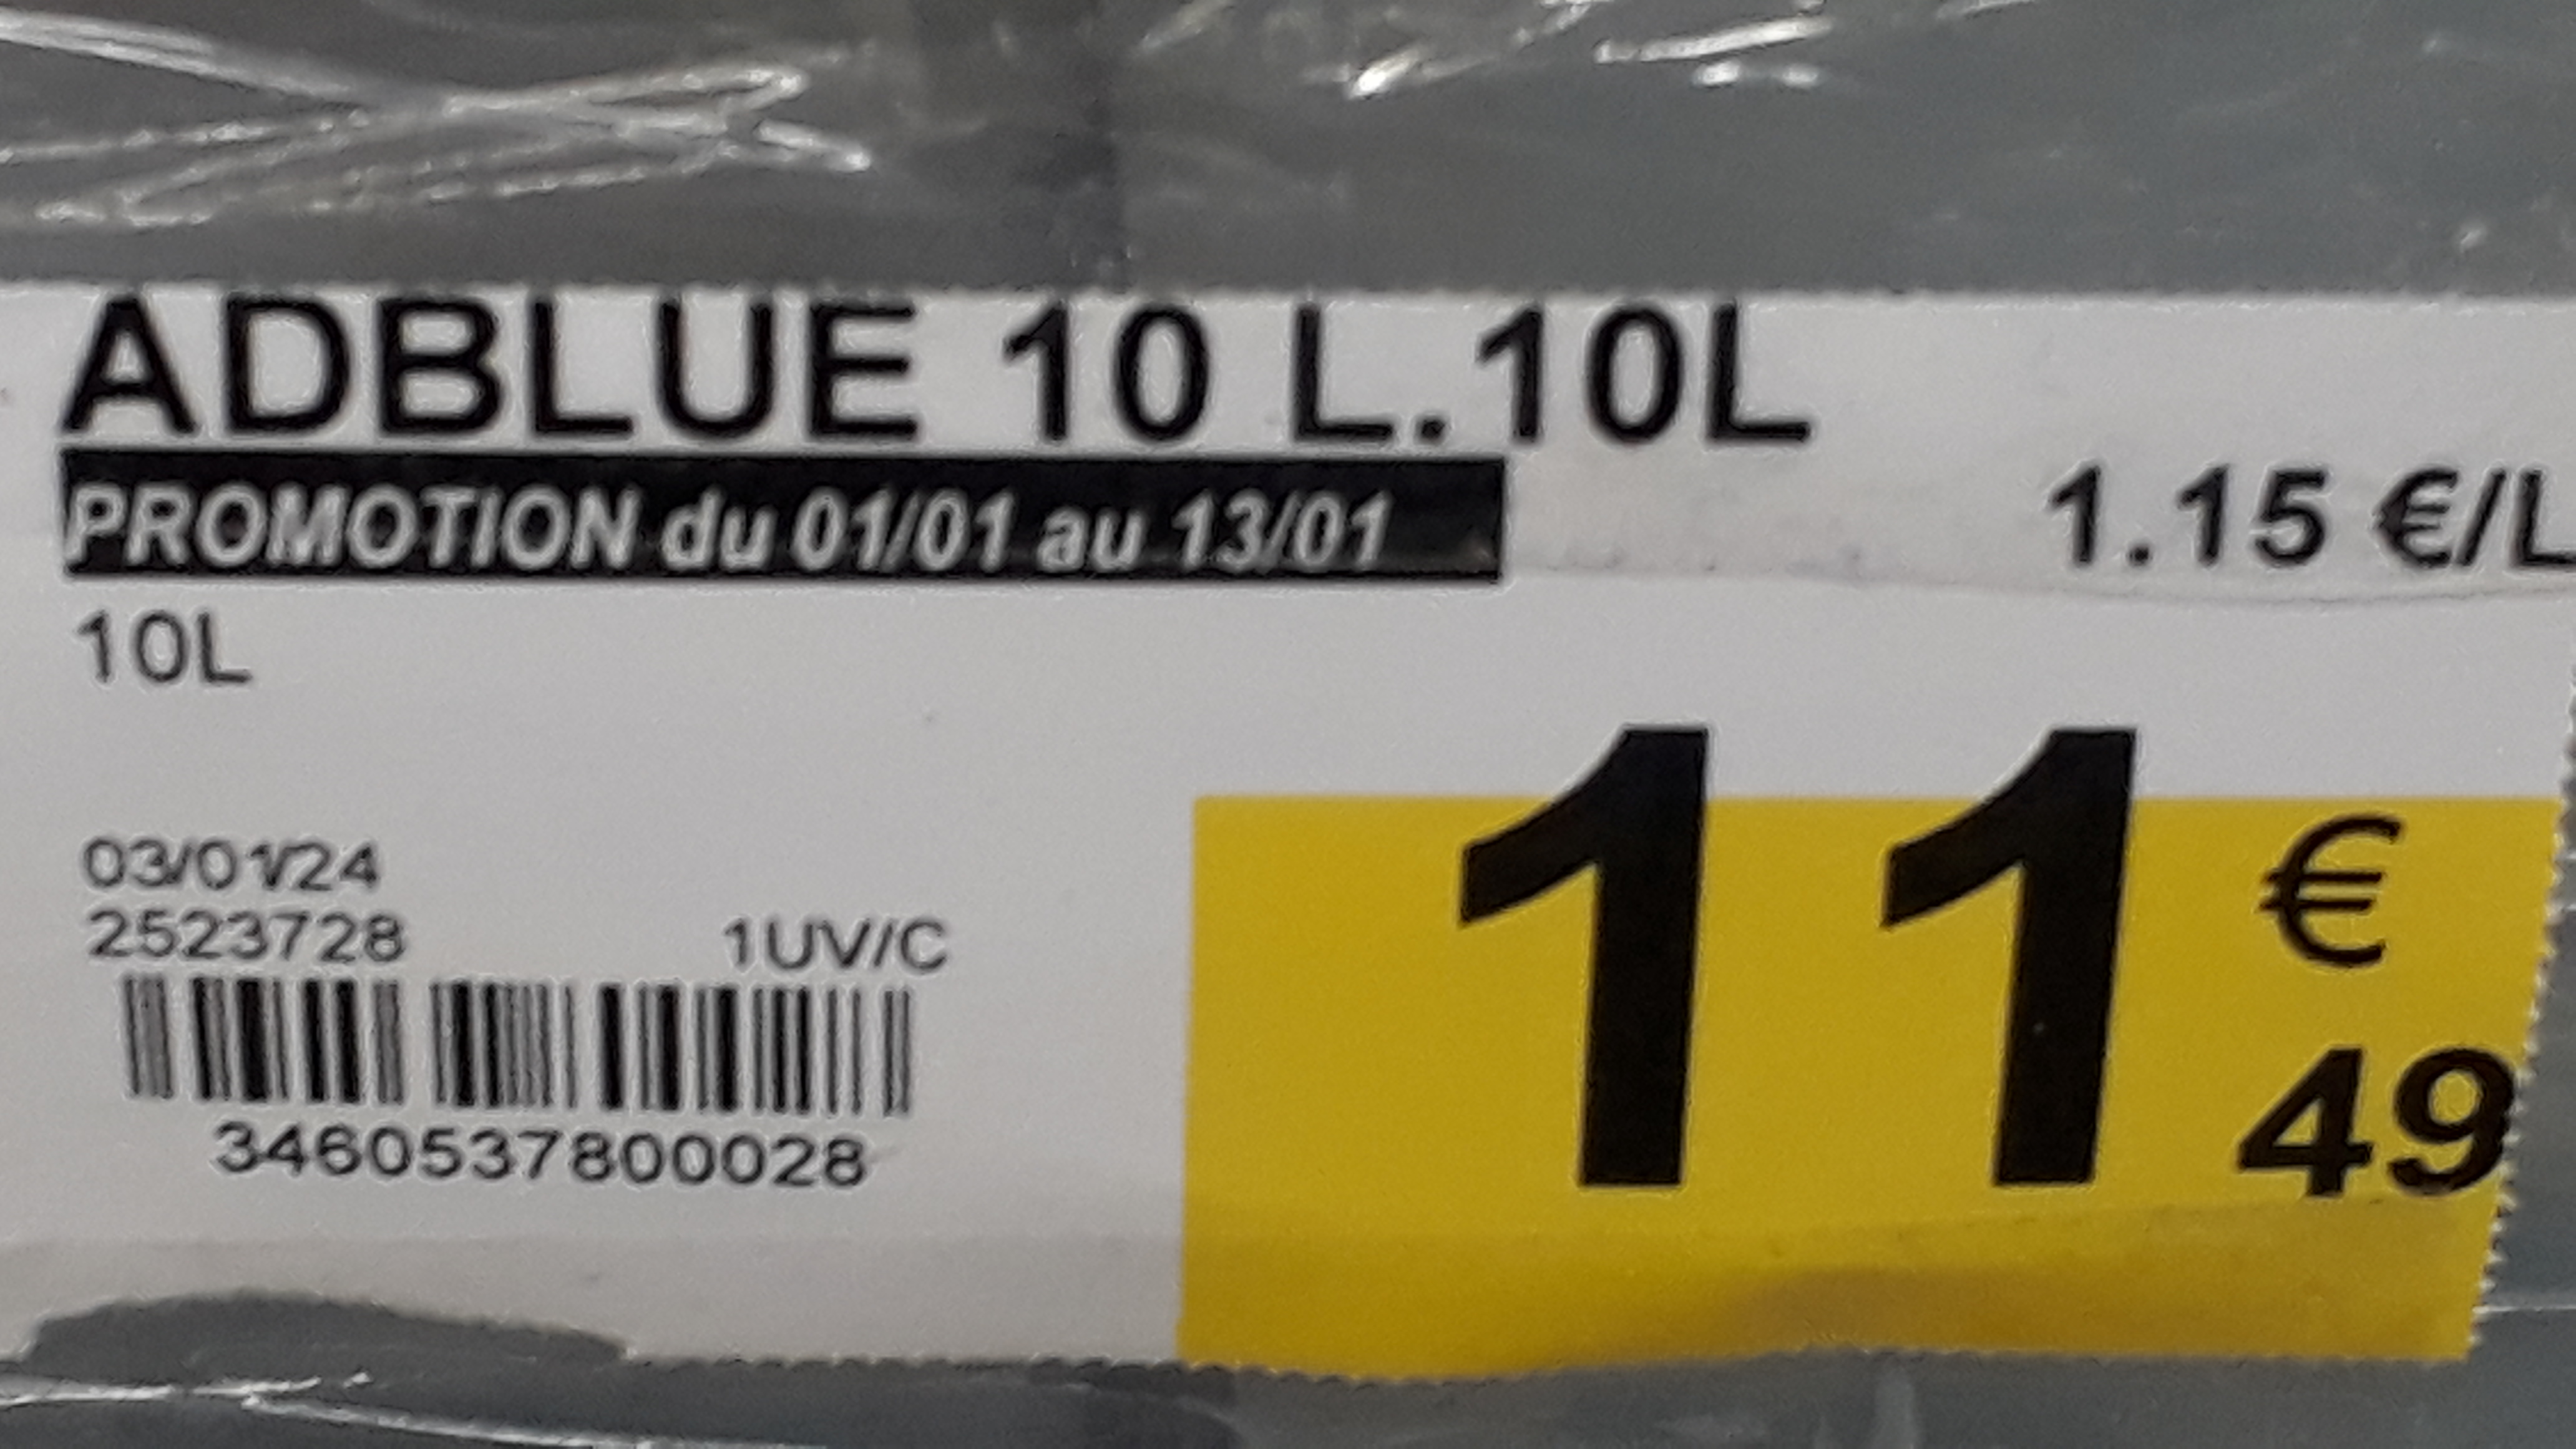 ADBLUE 10 L.10L
PROMOTION du 01/01 au 13/01
1.15 €/L
10L
11 €
49
03/01/24
2523728
1UV/C
3460537800028